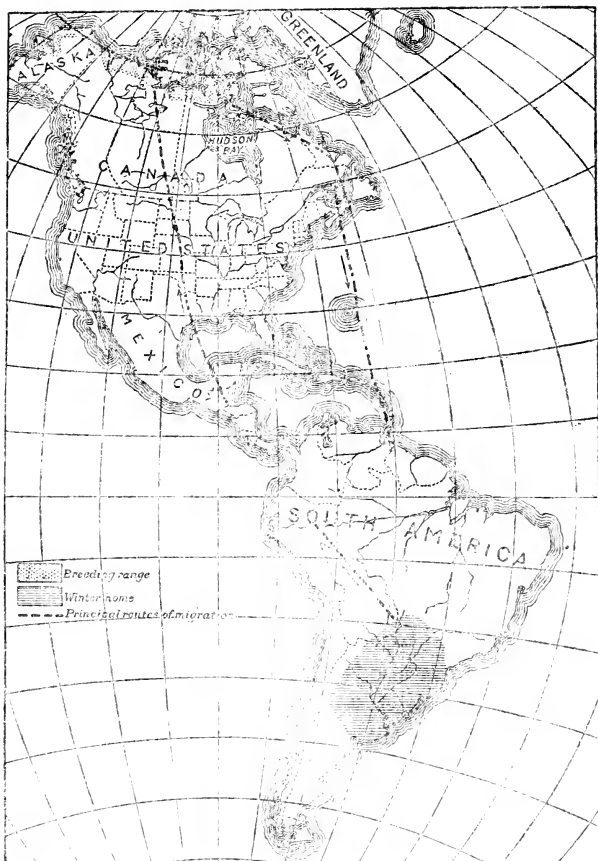 GREENLAND
ALASKA
HUDSON
BAY
CANADA
UNITED STATES
MEXICO
SOUTH AMERICA
Breeding range
Winter home
Principal routes of migration